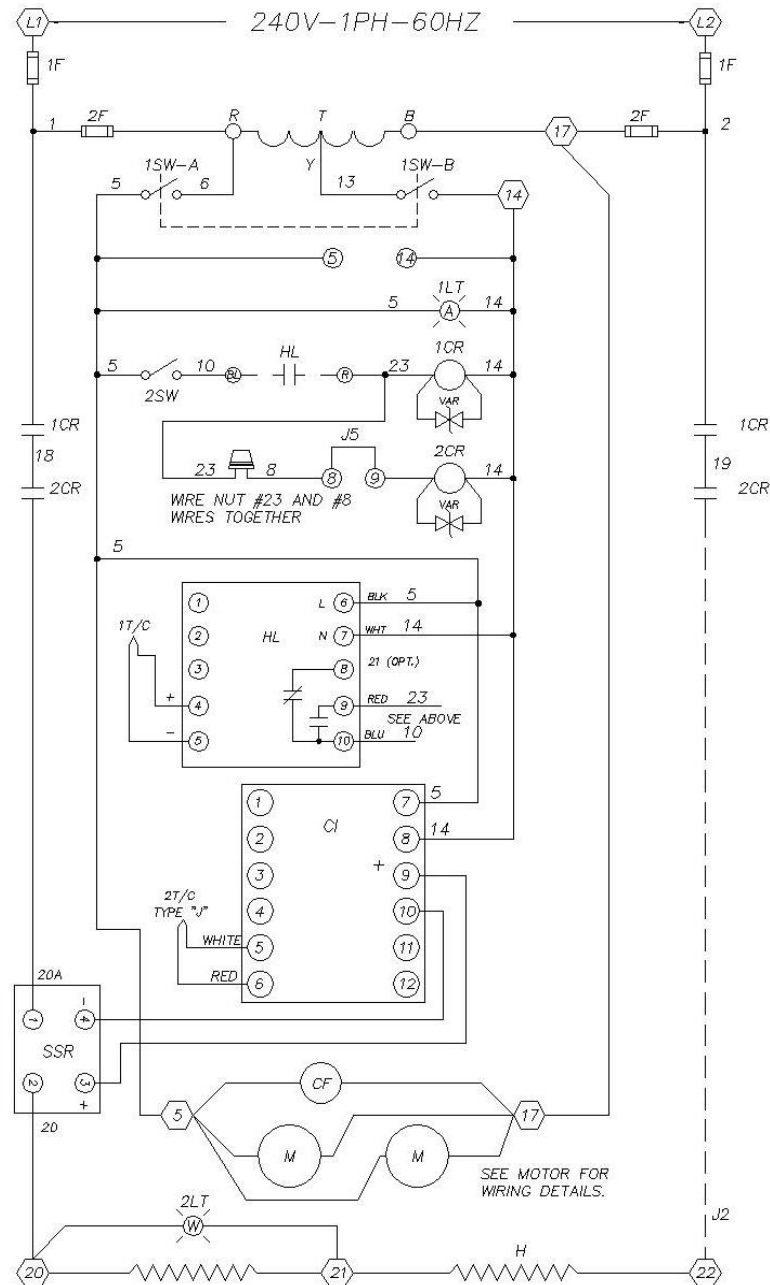 L1 240V-1PH-60HZ L2
1F 1F
1 2F R T B 17 2F 2
1SW-A Y 1SW-B
5 6 13 14
5 14
1LT
5 A 14
HL 1CR
5 10 BL R 23 14
2SW VAR
1CR J5 1CR
18 2CR 19
2CR 23 8 8 9 14 2CR
WIRE NUT #23 AND #8 VAR
WIRES TOGETHER
5
1 L 6 BLK 5
1T/C 2 HL N 7 WHT 14
3 8 21 (OPT.)
+ 4 9 RED 23
SEE ABOVE
- 5 10 BLU 10
1 7 5
CI
2 8 14
3 + 9
2T/C
TYPE "J" 4 10
WHITE 5 11
RED 6 12
20A
1 - 4
SSR
2 3
+
20
CF
5 17
M M
SEE MOTOR FOR
WIRING DETAILS.
2LT J2
W
H
20 21 22